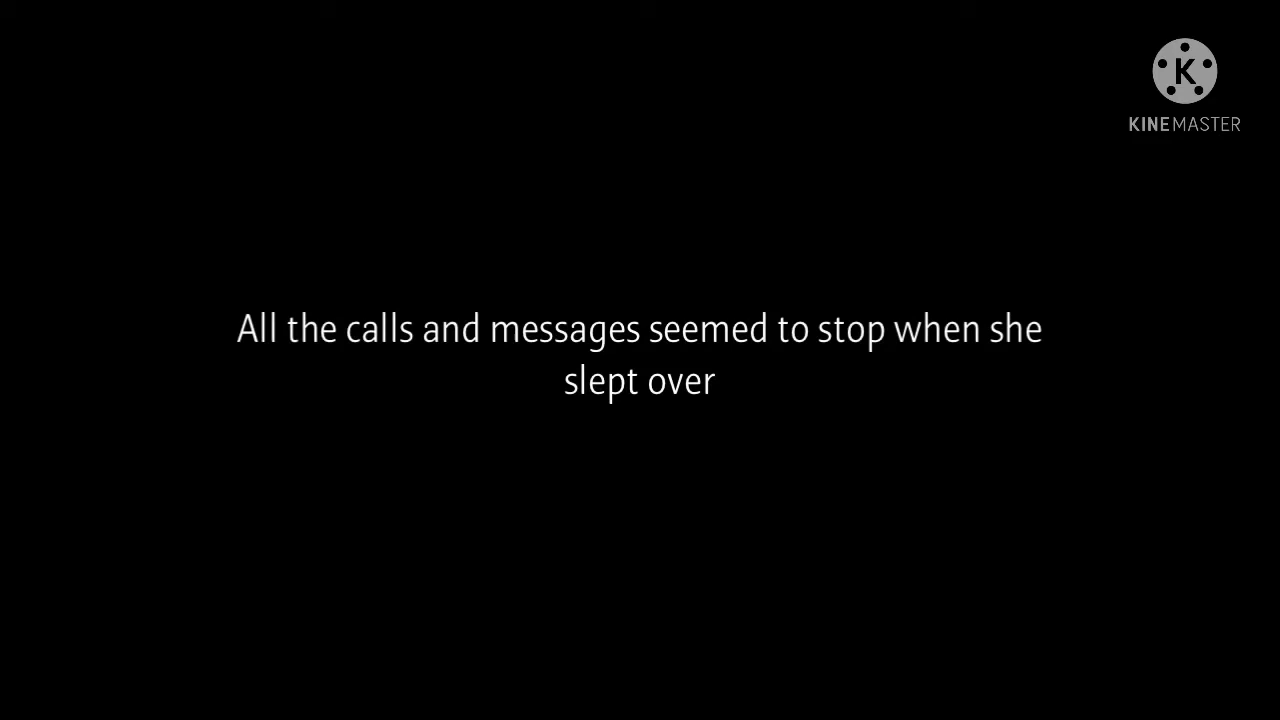 K
KINEMASTER
All the calls and messages seemed to stop when she
slept over